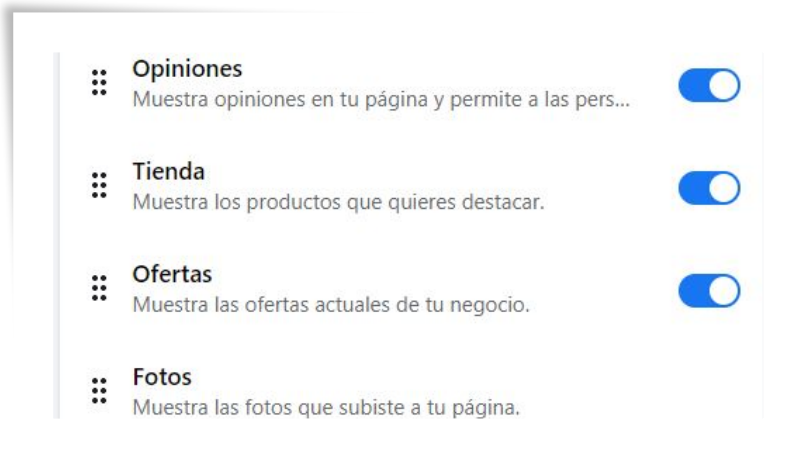 Opiniones
Muestra opiniones en tu página y permite a las pers...
Tienda
Muestra los productos que quieres destacar.
Ofertas
Muestra las ofertas actuales de tu negocio.
Fotos
Muestra las fotos que subiste a tu página.